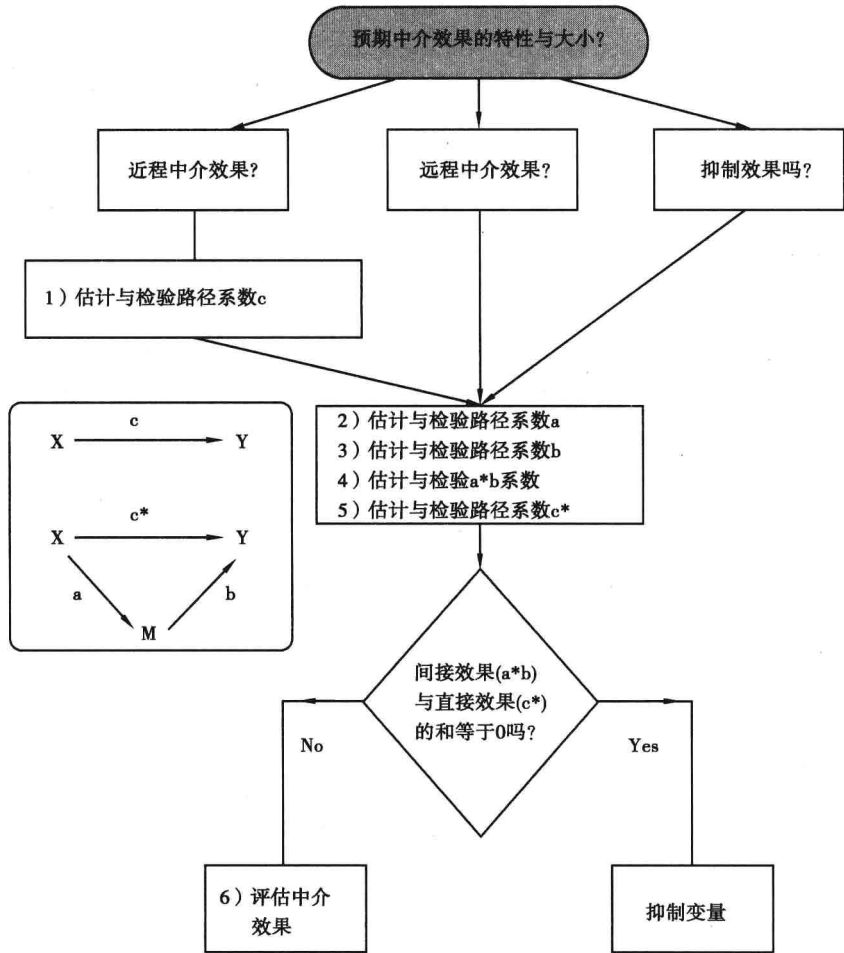 预期中介效果的特性与大小?
近程中介效果?
远程中介效果?
抑制效果吗?
1）估计与检验路径系数c
2）估计与检验路径系数a
3）估计与检验路径系数b
4）估计与检验a*b系数
5）估计与检验路径系数c*
c
X
Y
c*
X
Y
a
b
M
间接效果(a*b)
与直接效果(c*)
的和等于0吗?
No
Yes
6）评估中介
效果
抑制变量